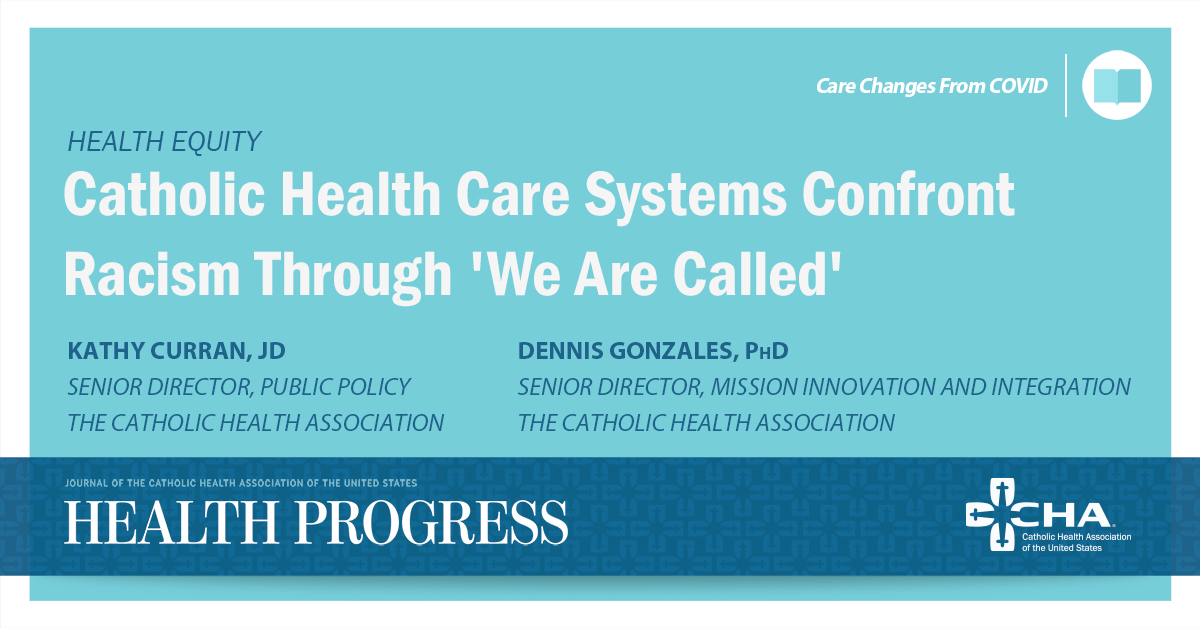 Care Changes From COVID
HEALTH EQUITY
Catholic Health Care Systems Confront
Racism Through 'We Are Called'
KATHY CURRAN, JD
SENIOR DIRECTOR, PUBLIC POLICY
THE CATHOLIC HEALTH ASSOCIATION
DENNIS GONZALES, PHD
SENIOR DIRECTOR, MISSION INNOVATION AND INTEGRATION
THE CATHOLIC HEALTH ASSOCIATION
JOURNAL OF THE CATHOLIC HEALTH ASSOCIATION OF THE UNITED STATES
HEALTH PROGRESS
CHA®
Catholic Health Association
of the United States